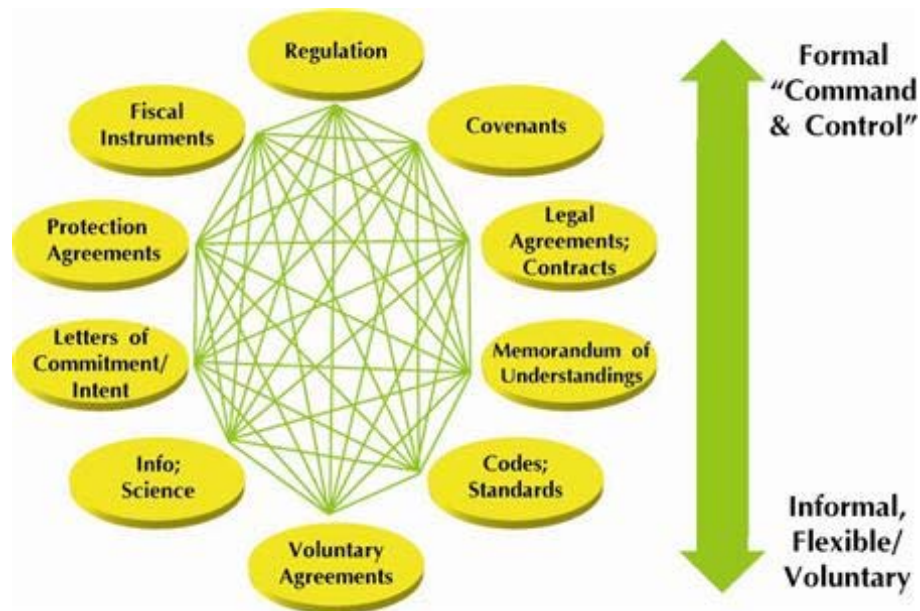 Regulation
Fiscal
Instruments
Covenants
Protection
Agreements
Legal
Agreements;
Contracts
Letters of
Commitment/
Intent
Memorandum of
Understandings
Info;
Science
Codes;
Standards
Voluntary
Agreements
Formal
“Command
& Control”
Informal,
Flexible/
Voluntary